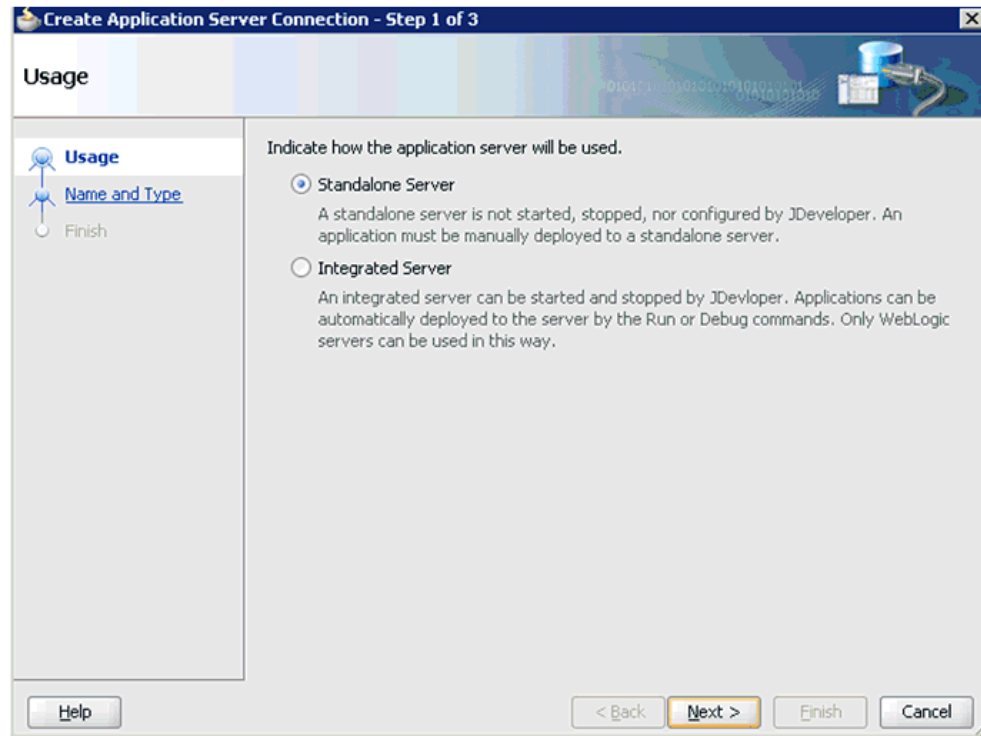 Create Application Server Connection - Step 1 of 3
Usage
Usage
Name and Type
Finish
Indicate how the application server will be used.
Standalone Server
A standalone server is not started, stopped, nor configured by JDeveloper. An
application must be manually deployed to a standalone server.
Integrated Server
An integrated server can be started and stopped by JDevloper. Applications can be
automatically deployed to the server by the Run or Debug commands. Only WebLogic
servers can be used in this way.
Help
< Back
Next >
Finish
Cancel